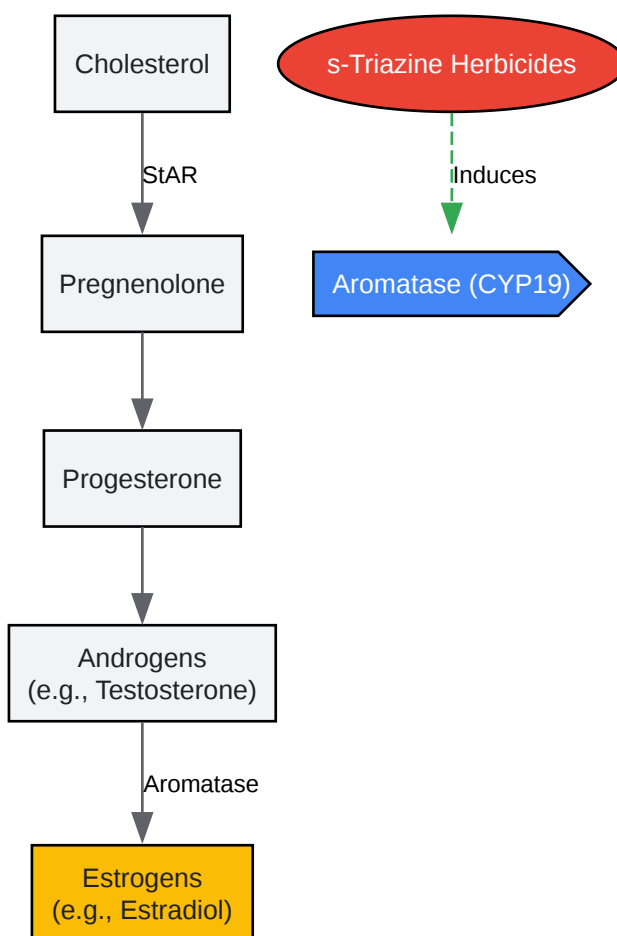 Cholesterol
s-Triazine Herbicides
StAR
Induces
Pregnenolone
Aromatase (CYP19)
Progesterone
Androgens
(e.g., Testosterone)
Aromatase
Estrogens
(e.g., Estradiol)